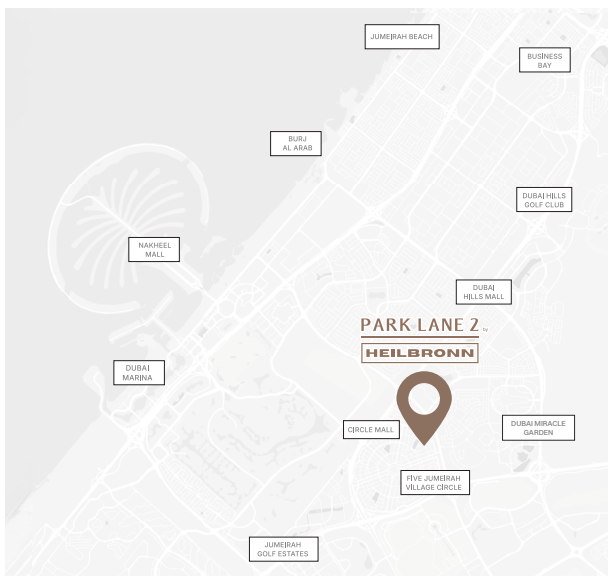 JUMEIRAH BEACH
BUSINESS
BAY
BURJ
AL ARAB
DUBAI HILLS
GOLF CLUB
NAKHEEL
MALL
DUBAI
HILLS MALL
PARK LANE 2 by
HEILBRONN
DUBAI
MARINA
CIRCLE MALL
DUBAI MIRACLE
GARDEN
FIVE JUMEIRAH
VILLAGE CIRCLE
JUMEIRAH
GOLF ESTATES